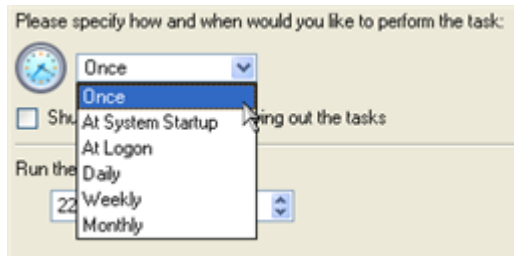 Please specify how and when would you like to perform the task:
Once
Once
Shu ing out the tasks
At System Startup
At Logon
Run the
Daily
22 Weekly
Monthly